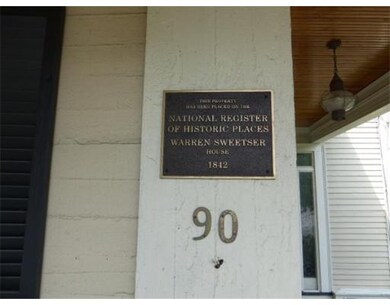 THIS PROPERTY
HAS BEEN PLACED ON THE
NATIONAL REGISTER
OF HISTORIC PLACES
WARREN SWEETSER
HOUSE
1842
90